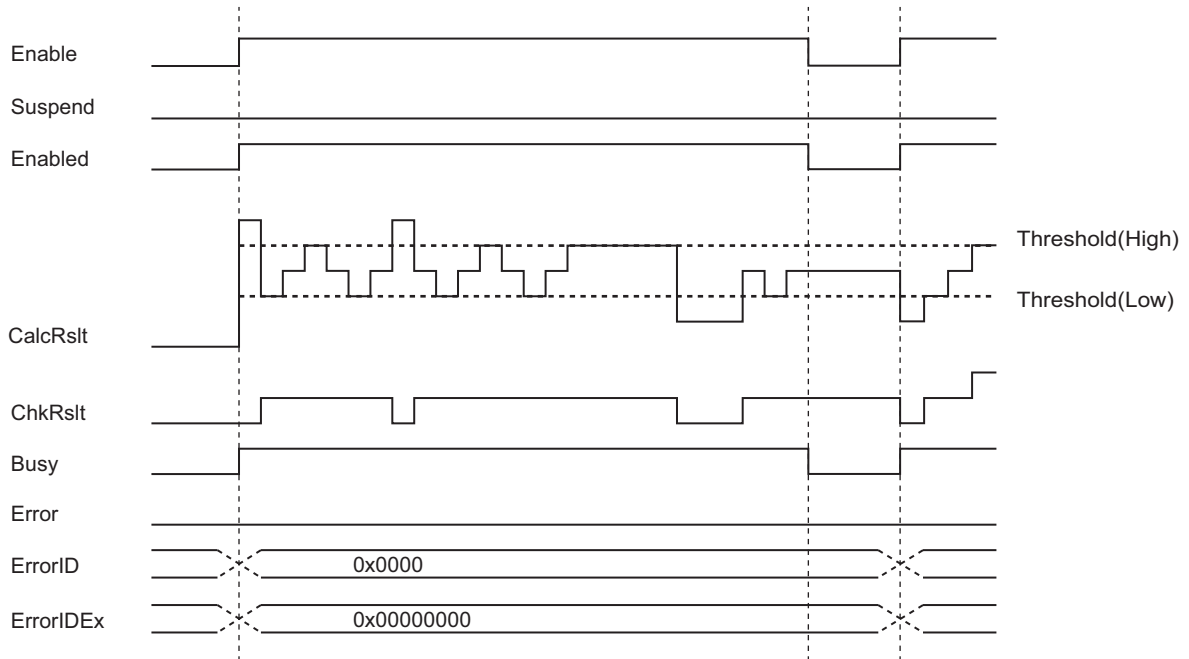 Enable
Suspend
Enabled
Threshold(High)
Threshold(Low)
CalcRslt
ChkRslt
Busy
Error
ErrorID 0x0000
ErrorIDEx 0x00000000